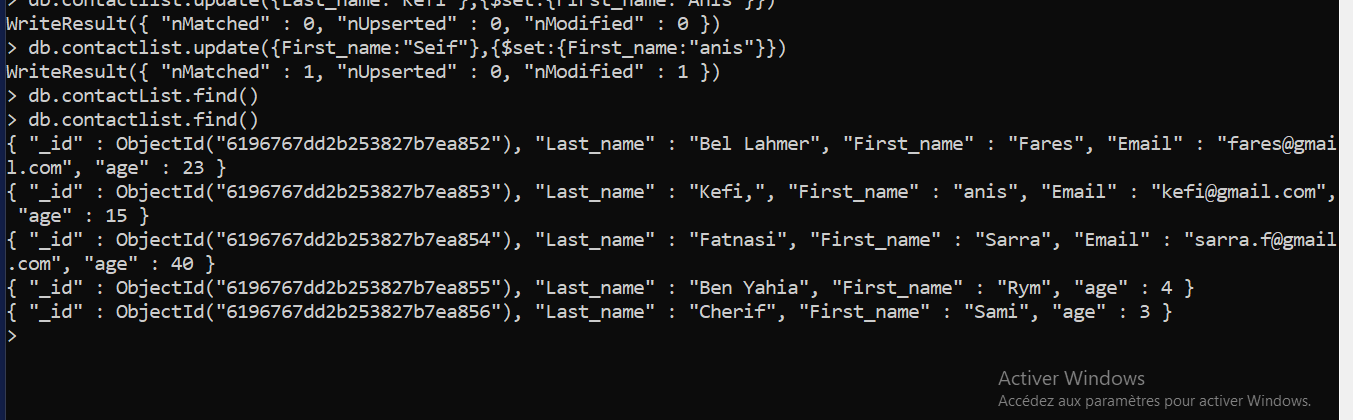 > db.contactlist.update({Last_name:"Kefi"},{$set:{First_name:"Anis"}})
WriteResult({ "nMatched" : 0, "nUpserted" : 0, "nModified" : 0 })
> db.contactlist.update({First_name:"Seif"},{$set:{First_name:"anis"}})
WriteResult({ "nMatched" : 1, "nUpserted" : 0, "nModified" : 1 })
> db.contactList.find()
> db.contactlist.find()
{ "_id" : ObjectId("6196767dd2b253827b7ea852"), "Last_name" : "Bel Lahmer", "First_name" : "Fares", "Email" : "fares@gmai
l.com", "age" : 23 }
{ "_id" : ObjectId("6196767dd2b253827b7ea853"), "Last_name" : "Kefi,", "First_name" : "anis", "Email" : "kefi@gmail.com",
"age" : 15 }
{ "_id" : ObjectId("6196767dd2b253827b7ea854"), "Last_name" : "Fatnasi", "First_name" : "Sarra", "Email" : "sarra.f@gmail
.com", "age" : 40 }
{ "_id" : ObjectId("6196767dd2b253827b7ea855"), "Last_name" : "Ben Yahia", "First_name" : "Rym", "age" : 4 }
{ "_id" : ObjectId("6196767dd2b253827b7ea856"), "Last_name" : "Cherif", "First_name" : "Sami", "age" : 3 }
>
Activer Windows
Accédez aux paramètres pour activer Windows.